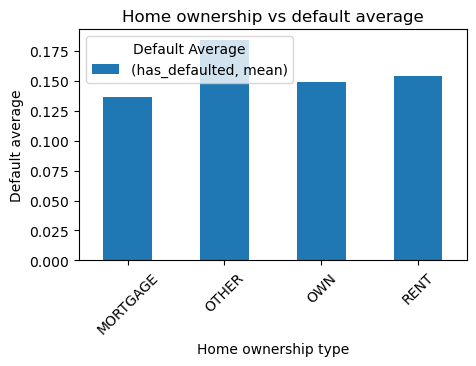 Home ownership vs default average
Default Average
(has_defaulted, mean)
Default average
0.175
0.150
0.125
0.100
0.075
0.050
0.025
0.000
MORTGAGE
OTHER
OWN
RENT
Home ownership type